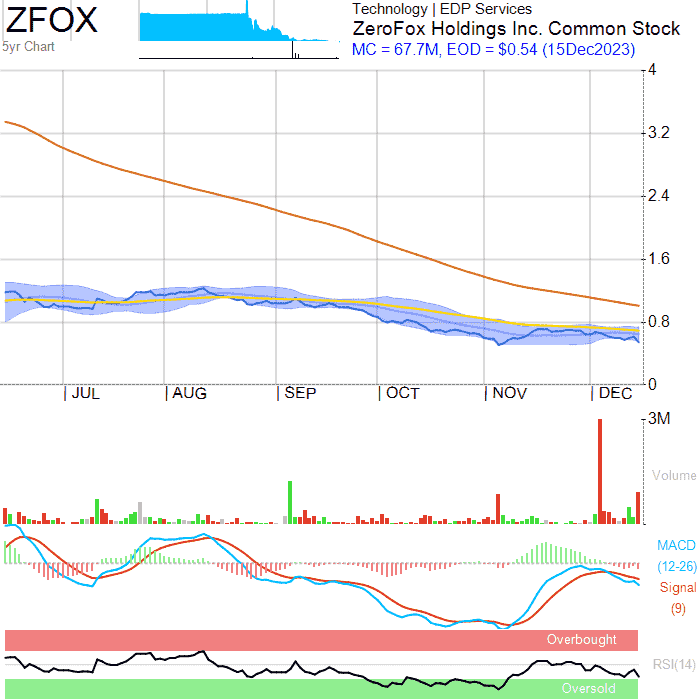 ZFOX
5yr Chart
Technology | EDP Services
ZeroFox Holdings Inc. Common Stock
MC = 67.7M, EOD = $0.54 (15Dec2023)
4
3.2
2.4
1.6
0.8
0
JUL AUG SEP OCT NOV DEC
3M
Volume
MACD
(12-26)
Signal
(9)
Overbought
RSI(14)
Oversold